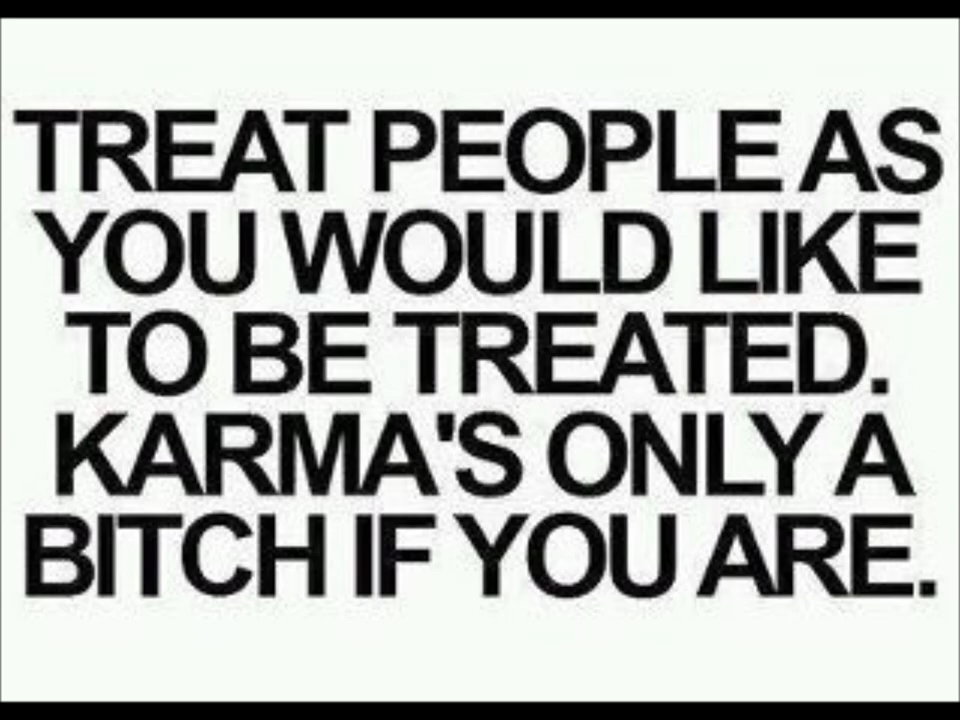 TREAT PEOPLE AS
YOU WOULD LIKE
TO BE TREATED.
KARMA'S ONLY A
BITCH IF YOU ARE.